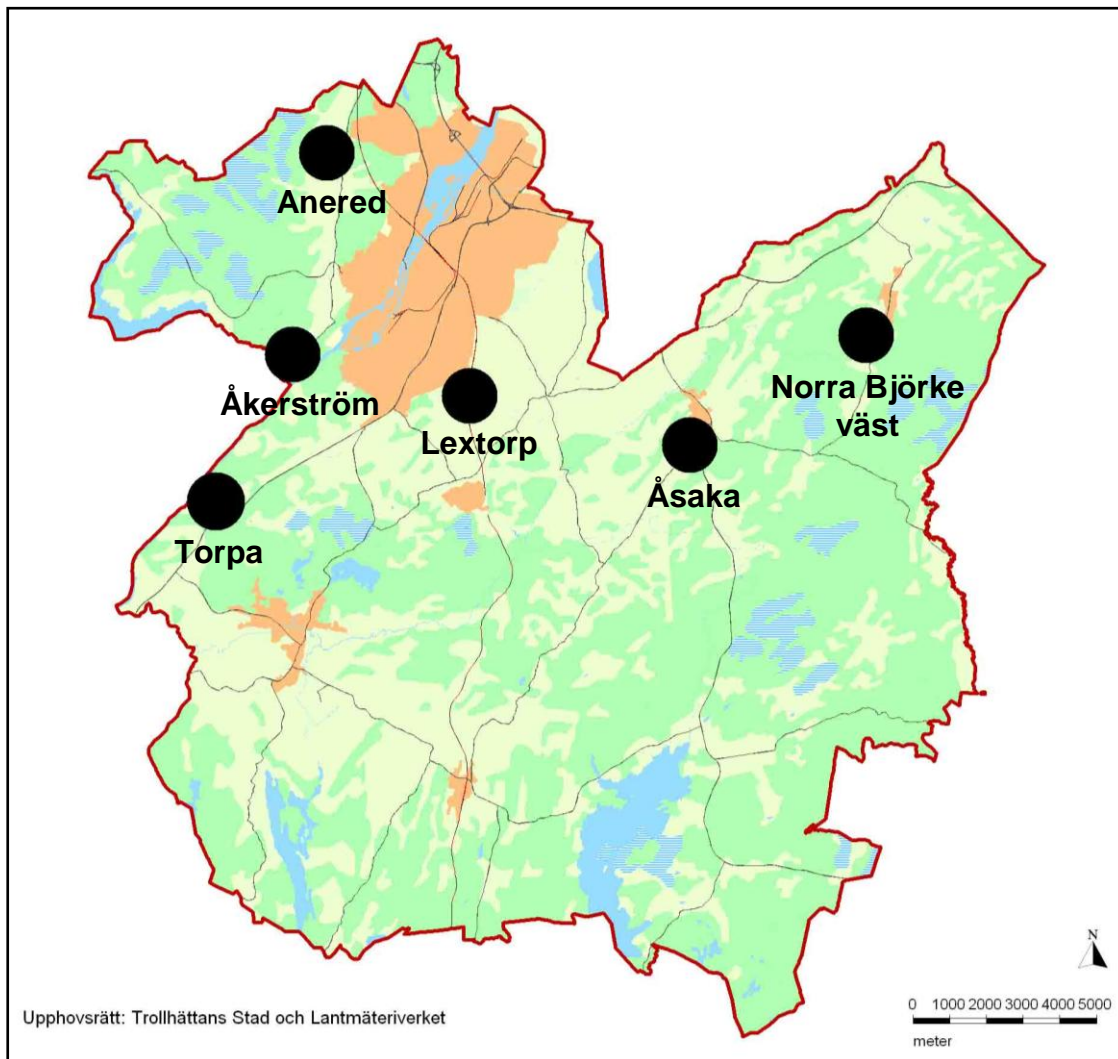 Anered
Åkerström
Norra Björke
väst
Lextorp
Åsaka
Torpa
N
Upphovsrätt: Trollhättans Stad och Lantmäteriverket
0 1000 2000 3000 4000 5000
meter